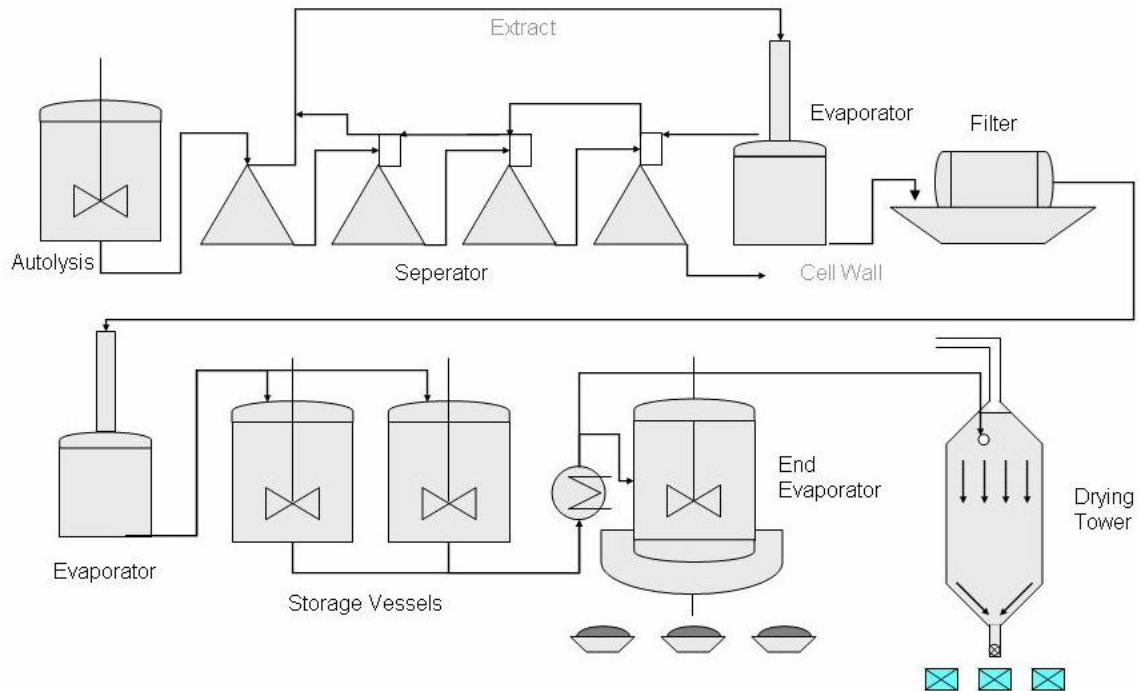 Extract
Evaporator
Filter
Autolysis
Seperator
Cell Wall
End
Evaporator
Drying
Tower
Evaporator
Storage Vessels